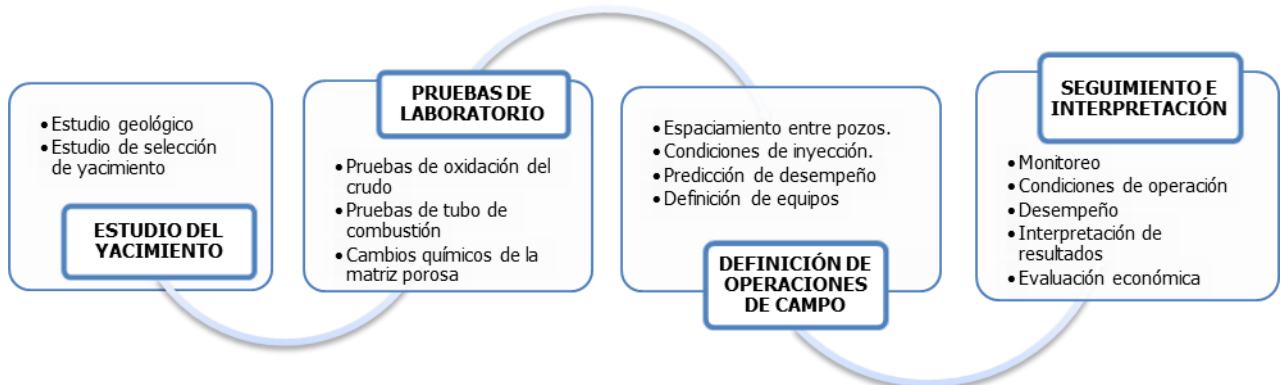 • Estudio geológico
• Estudio de selección
de yacimiento
ESTUDIO DEL
YACIMIENTO
PRUEBAS DE
LABORATORIO
• Pruebas de oxidación del
crudo
• Pruebas de tubo de
combustión
• Cambios químicos de la
matriz porosa
• Espaciamiento entre pozos.
• Condiciones de inyección.
• Predicción de desempeño
• Definición de equipos
DEFINICIÓN DE
OPERACIONES
DE CAMPO
SEGUIMIENTO E
INTERPRETACIÓN
• Monitoreo
• Condiciones de operación
• Desempeño
• Interpretación de
resultados
• Evaluación económica